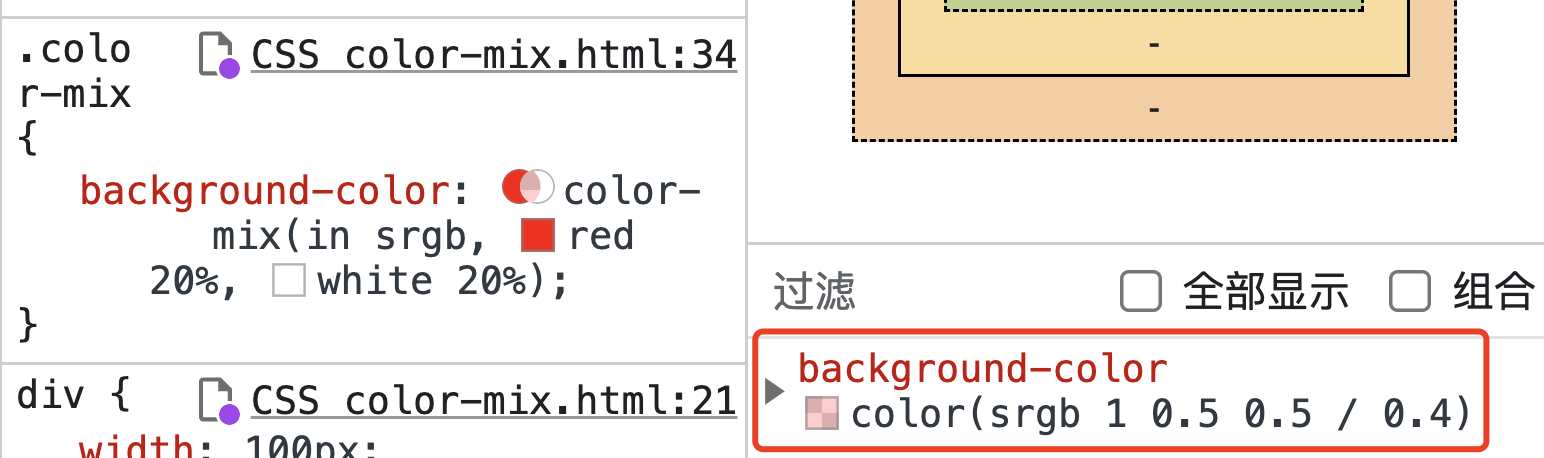 .colo
r-mix
CSS color-mix.html:34
{
background-color: color-
mix(in srgb, red
20%, white 20%);
}
div {
CSS color-mix.html:21
width: 100px;
-
-
过滤
全部显示
组合
background-color
color(srgb 1 0.5 0.5 / 0.4)